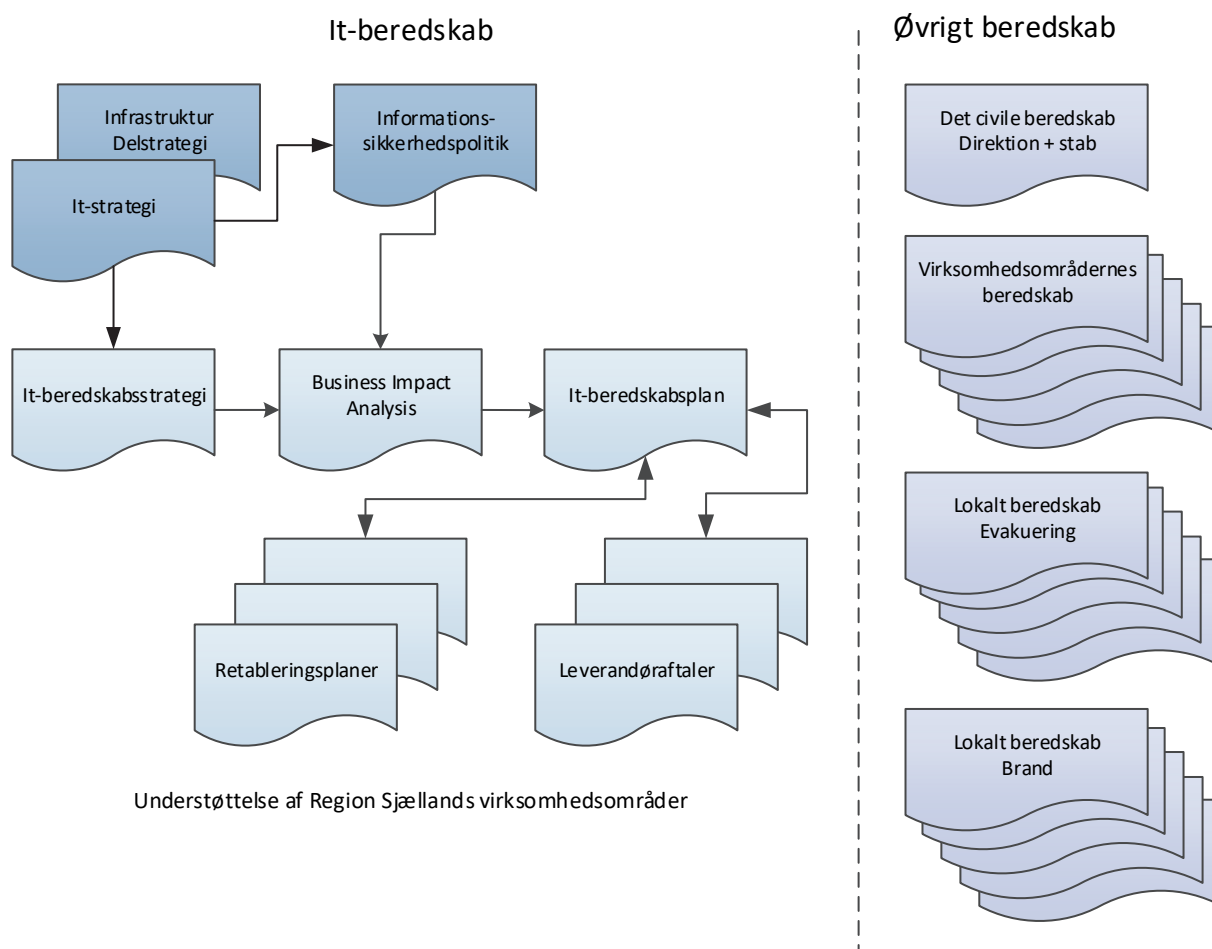 It-beredskab
Infrastruktur
Delstrategi
It-strategi
Informations-
sikkerhedspolitik
It-beredskabsstrategi
Business Impact
Analysis
It-beredskabsplan
Retableringsplaner
Leverandøraftaler
Understøttelse af Region Sjællands virksomhedsområder
Øvrigt beredskab
Det civile beredskab
Direktion + stab
Virksomhedsområdernes
beredskab
Lokalt beredskab
Evakuering
Lokalt beredskab
Brand